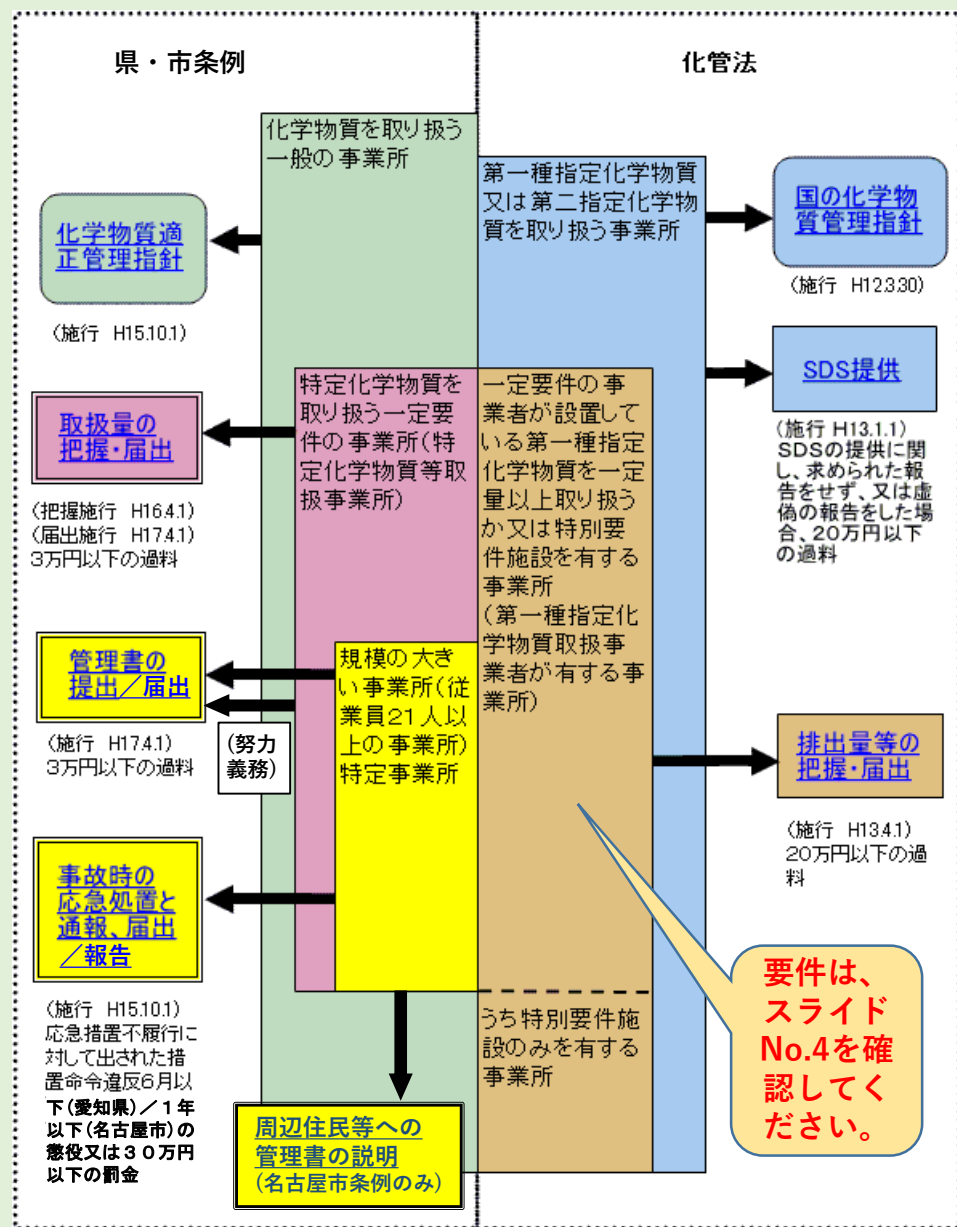 県・市条例
化管法
化学物質を取り扱う
一般の事業所
化学物質適
正管理指針
(施行 H15.10.1)
第一種指定化学物質
又は第二指定化学物
質を取り扱う事業所
国の化学物
質管理指針
(施行 H12.3.30)
SDS提供
(施行 H13.1.1)
SDSの提供に関
し、求められた報
告をせず、又は虚
偽の報告をした場
合、20万円以下
の過料
特定化学物質を
取り扱う一定要
件の事業所(特
定化学物質等取
扱事業所)
取扱量の
把握・届出
(把握施行 H16.4.1)
(届出施行 H17.4.1)
3万円以下の過料
一定要件の事
業者が設置して
いる第一種指定
化学物質を一定
量以上取り扱う
か又は特別要
件施設を有する
事業所
(第一種指定化
学物質取扱事
業者が有する事
業所)
規模の大き
い事業所(従
業員21人以
上の事業所)
特定事業所
管理書の
提出/届出
(施行 H17.4.1)
3万円以下の過料
(努力
義務)
排出量等の
把握・届出
(施行 H13.4.1)
20万円以下の過
料
事故時の
応急処置と
通報、届出
/報告
(施行 H15.10.1)
応急措置不履行に
対して出された措
置命令違反6月以
下(愛知県)/1年
以下(名古屋市)の
懲役又は30万円
以下の罰金
うち特別要件施
設のみを有する
事業所
周辺住民等への
管理書の説明
(名古屋市条例のみ)
要件は、
スライド
No.4を確
認してく
ださい。